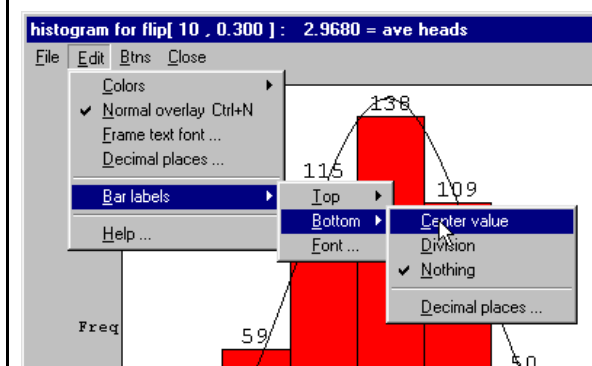 histogram for flip[ 10 , 0.300 ] :   2.9680 = ave heads
File Edit Btns Close
Colors
Normal overlay Ctrl+N
Frame text font ...
Decimal places ...
Bar labels
Help ...
Top
Bottom
Font ...
Center value
Division
Nothing
Decimal places ...
138
115
109
Freq
59
50